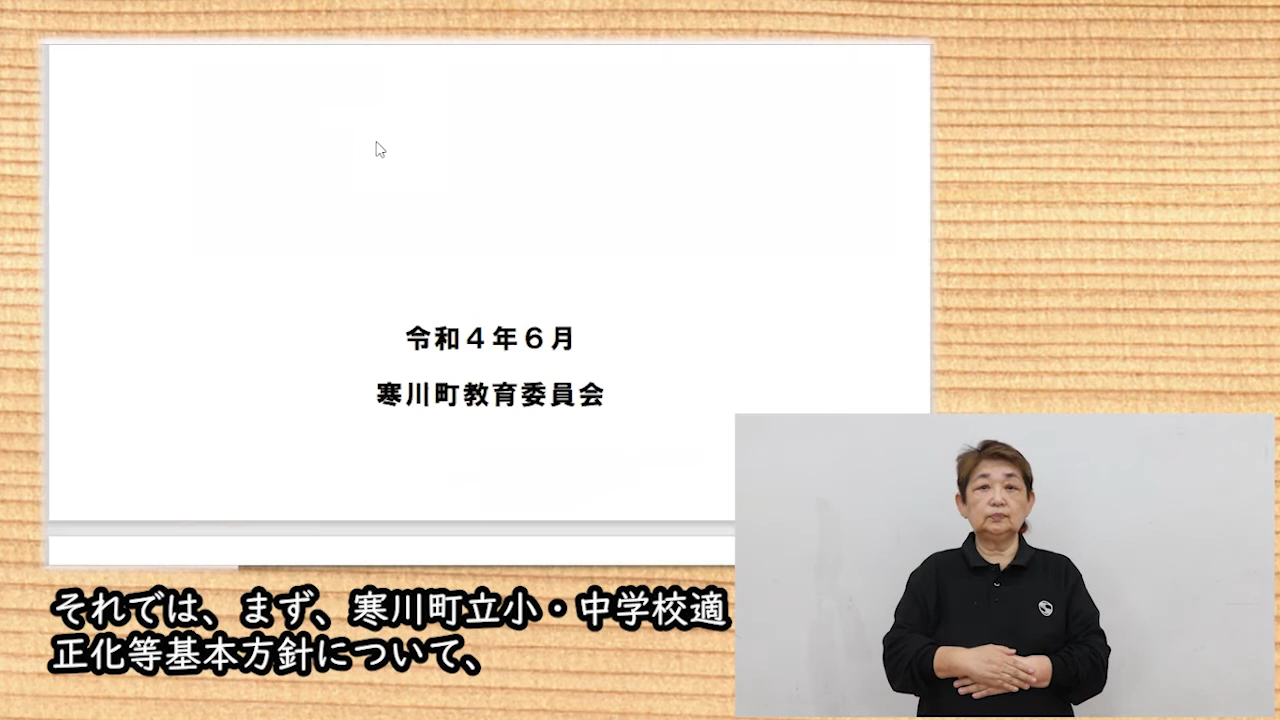 令和４年６月
寒川町教育委員会
それでは、まず、寒川町立小・中学校適
正化等基本方針について、